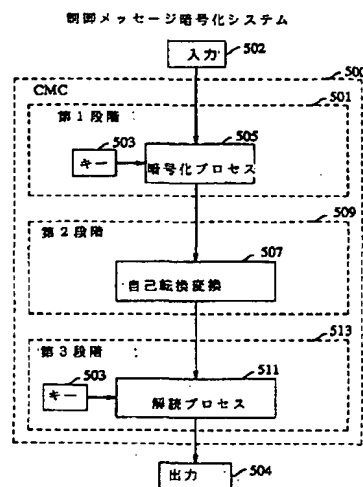 制御メッセージ暗号化システム
入力
502
500
CMC
501
第1段階
503
505
キー
暗号化プロセス
509
第2段階
507
自己転換変換
513
第3段階
503
511
キー
解読プロセス
出力
504